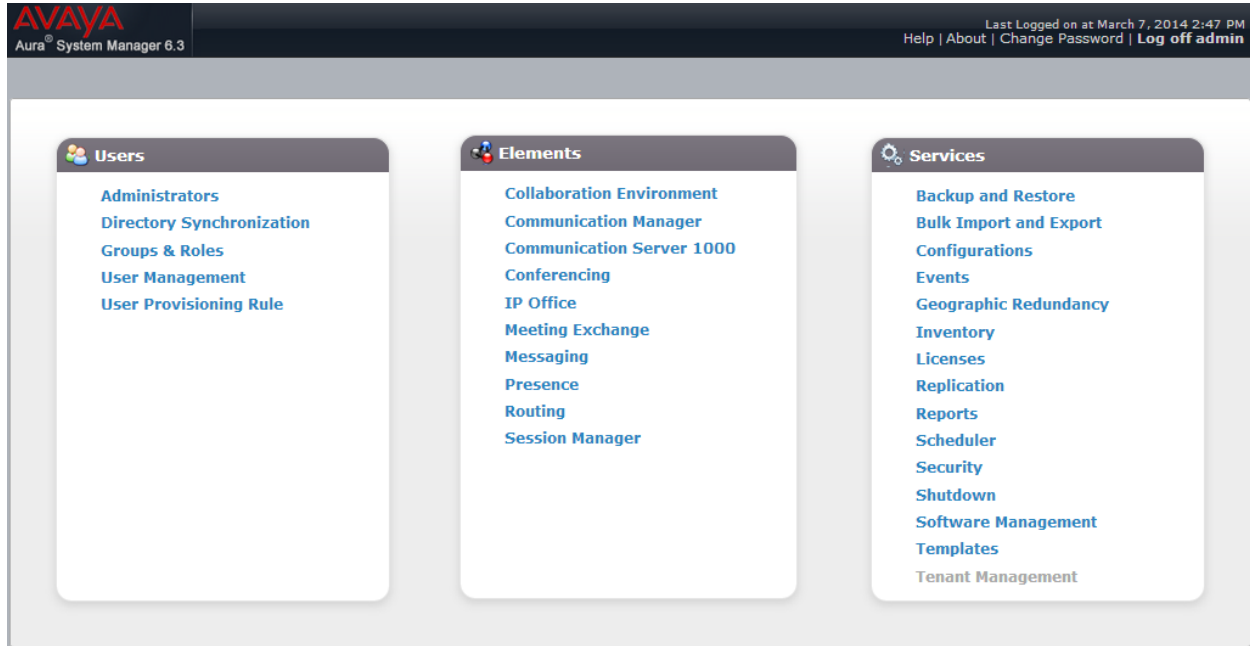 AVAYA
Aura® System Manager 6.3
Last Logged on at March 7, 2014 2:47 PM
Help | About | Change Password | Log off admin
Users
Administrators
Directory Synchronization
Groups & Roles
User Management
User Provisioning Rule
Elements
Collaboration Environment
Communication Manager
Communication Server 1000
Conferencing
IP Office
Meeting Exchange
Messaging
Presence
Routing
Session Manager
Services
Backup and Restore
Bulk Import and Export
Configurations
Events
Geographic Redundancy
Inventory
Licenses
Replication
Reports
Scheduler
Security
Shutdown
Software Management
Templates
Tenant Management